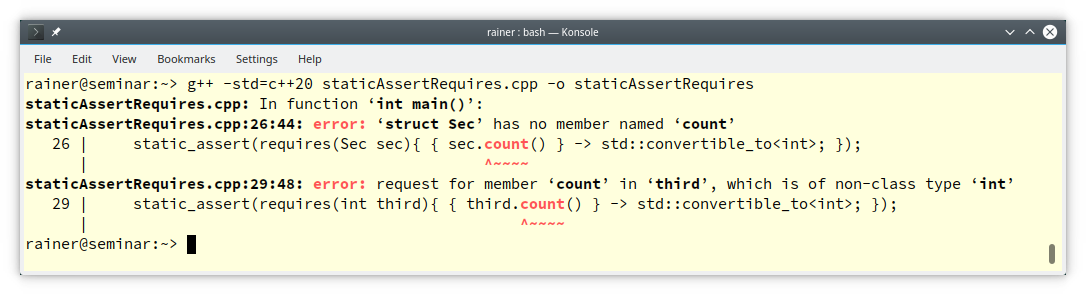 rainer : bash — Konsole
File Edit View Bookmarks Settings Help
rainer@seminar:~> g++ -std=c++20 staticAssertRequires.cpp -o staticAssertRequires
staticAssertRequires.cpp: In function ‘int main()’:
staticAssertRequires.cpp:26:44: error: ‘struct Sec’ has no member named ‘count’
   26 |     static_assert(requires(Sec sec){ { sec.count() } -> std::convertible_to<int>; });
      |                                            ^~~~~
staticAssertRequires.cpp:29:48: error: request for member ‘count’ in ‘third’, which is of non-class type ‘int’
   29 |     static_assert(requires(int third){ { third.count() } -> std::convertible_to<int>; });
      |                                                ^~~~~
rainer@seminar:~>